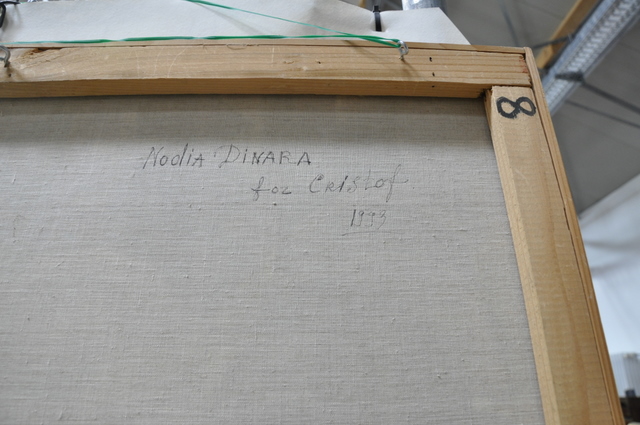 Nodia DINARA
for Cristof
1993
8